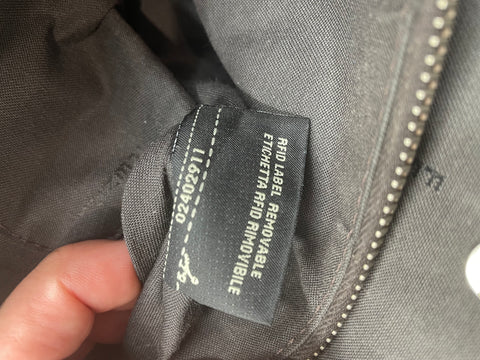 02402911
RFID LABEL REMOVABLE
ETICHETTA RFID RIMOVIBILE